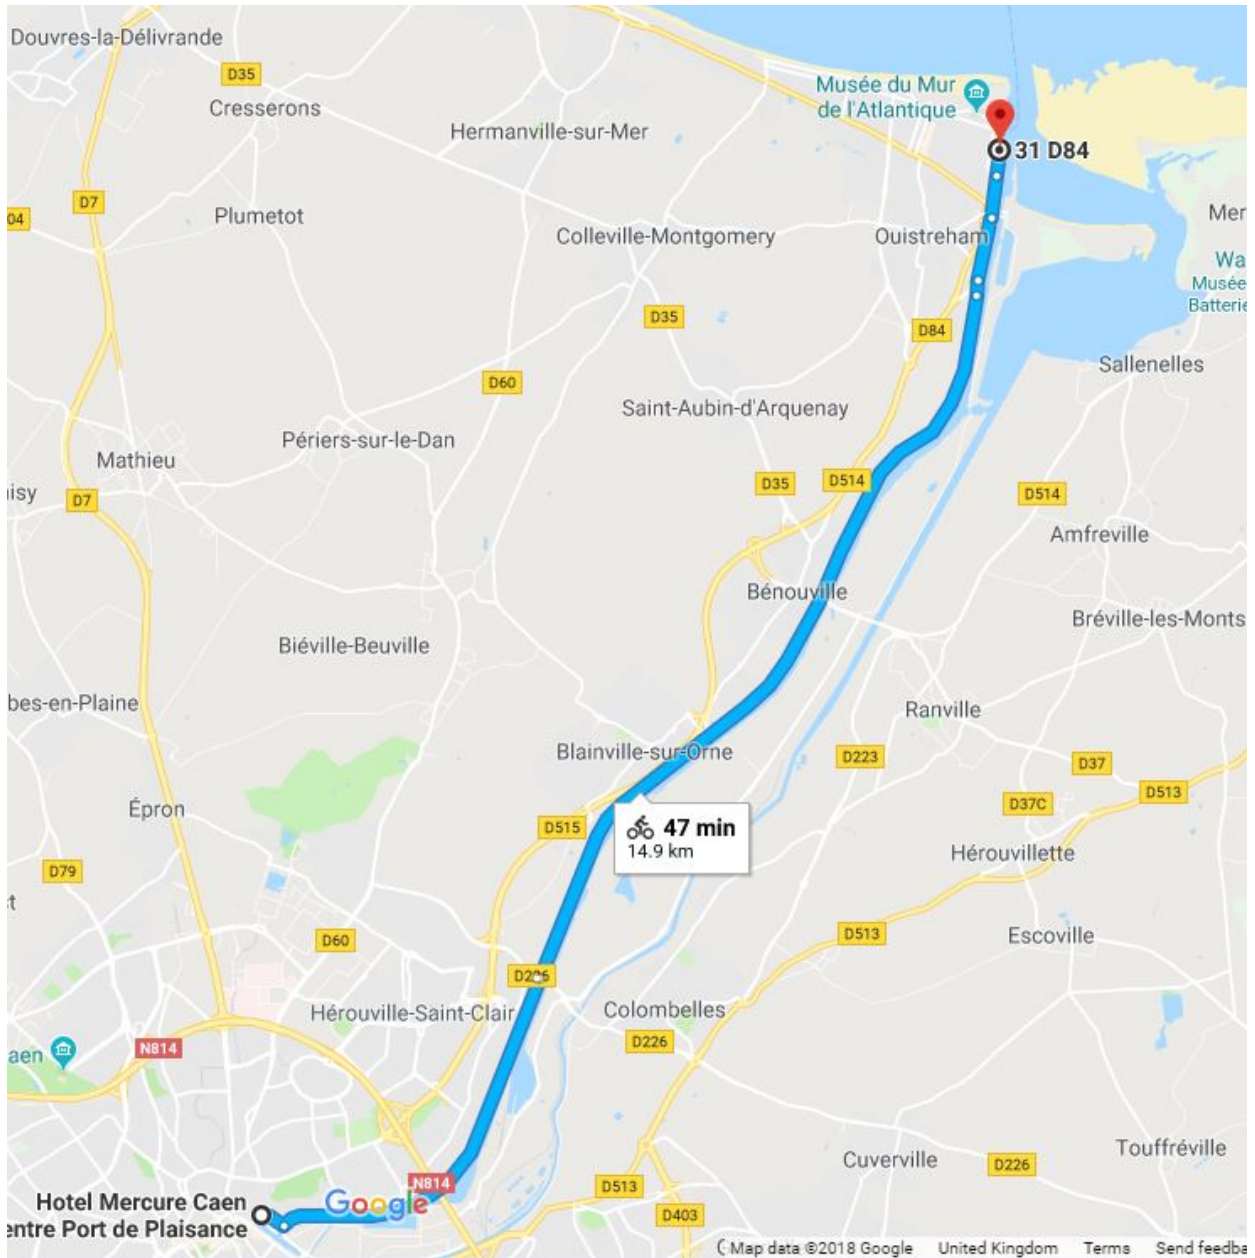 Douvres-la-Délivrande
D35
Cresserons
Hermanville-sur-Mer
Musée du Mur
de l'Atlantique
31 D84
D7
04
Plumetot
Colleville-Montgomery
Ouistreham
Mer
Wa
Musée
Batterie
D35
D84
Sallenelles
D60
Saint-Aubin-d'Arquenay
Périers-sur-le-Dan
Mathieu
isy
D7
D35
D514
D514
Amfreville
Bénouville
Bréville-les-Monts
Biéville-Beuville
bes-en-Plaine
Ranville
Blainville-sur-Orne
D223
D37
D513
D37C
Épron
D515
47 min
14.9 km
Hérouvillette
D79
t
D60
D513
Escoville
D226
Hérouville-Saint-Clair
Colombelles
D226
aen
N814
Cuverville
D226
Touffréville
N814
D513
D403
Hotel Mercure Caen
entre Port de Plaisance
Google
Map data ©2018 Google United Kingdom Terms Send feedba